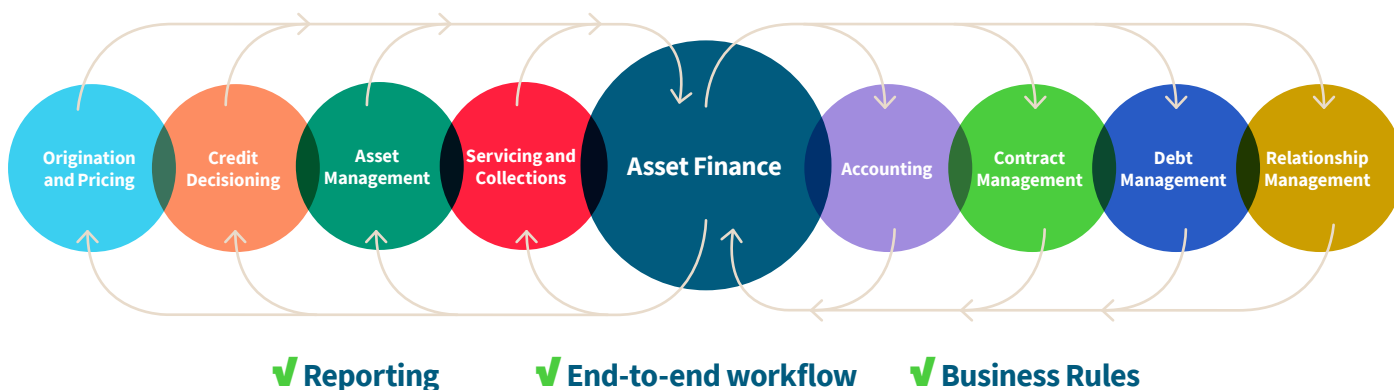 Origination
and Pricing
Credit
Decisioning
Asset
Management
Servicing and
Collections
Asset Finance
Accounting
Contract
Management
Debt
Management
Relationship
Management
√ Reporting
√ End-to-end workflow
√ Business Rules